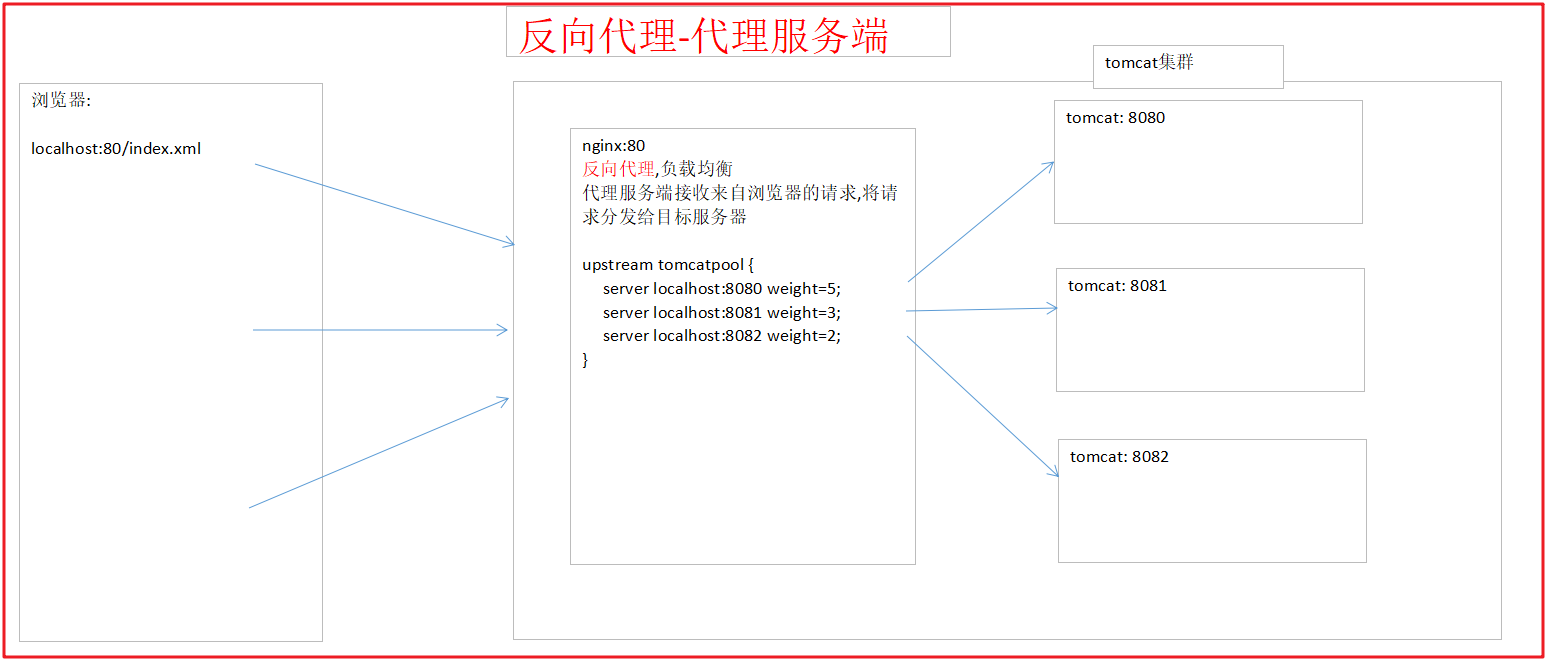 反向代理-代理服务端
浏览器:
localhost:80/index.xml
nginx:80
反向代理,负载均衡
代理服务端接收来自浏览器的请求,将请
求分发给目标服务器
upstream tomcatpool {
server localhost:8080 weight=5;
server localhost:8081 weight=3;
server localhost:8082 weight=2;
}
tomcat集群
tomcat: 8080
tomcat: 8081
tomcat: 8082